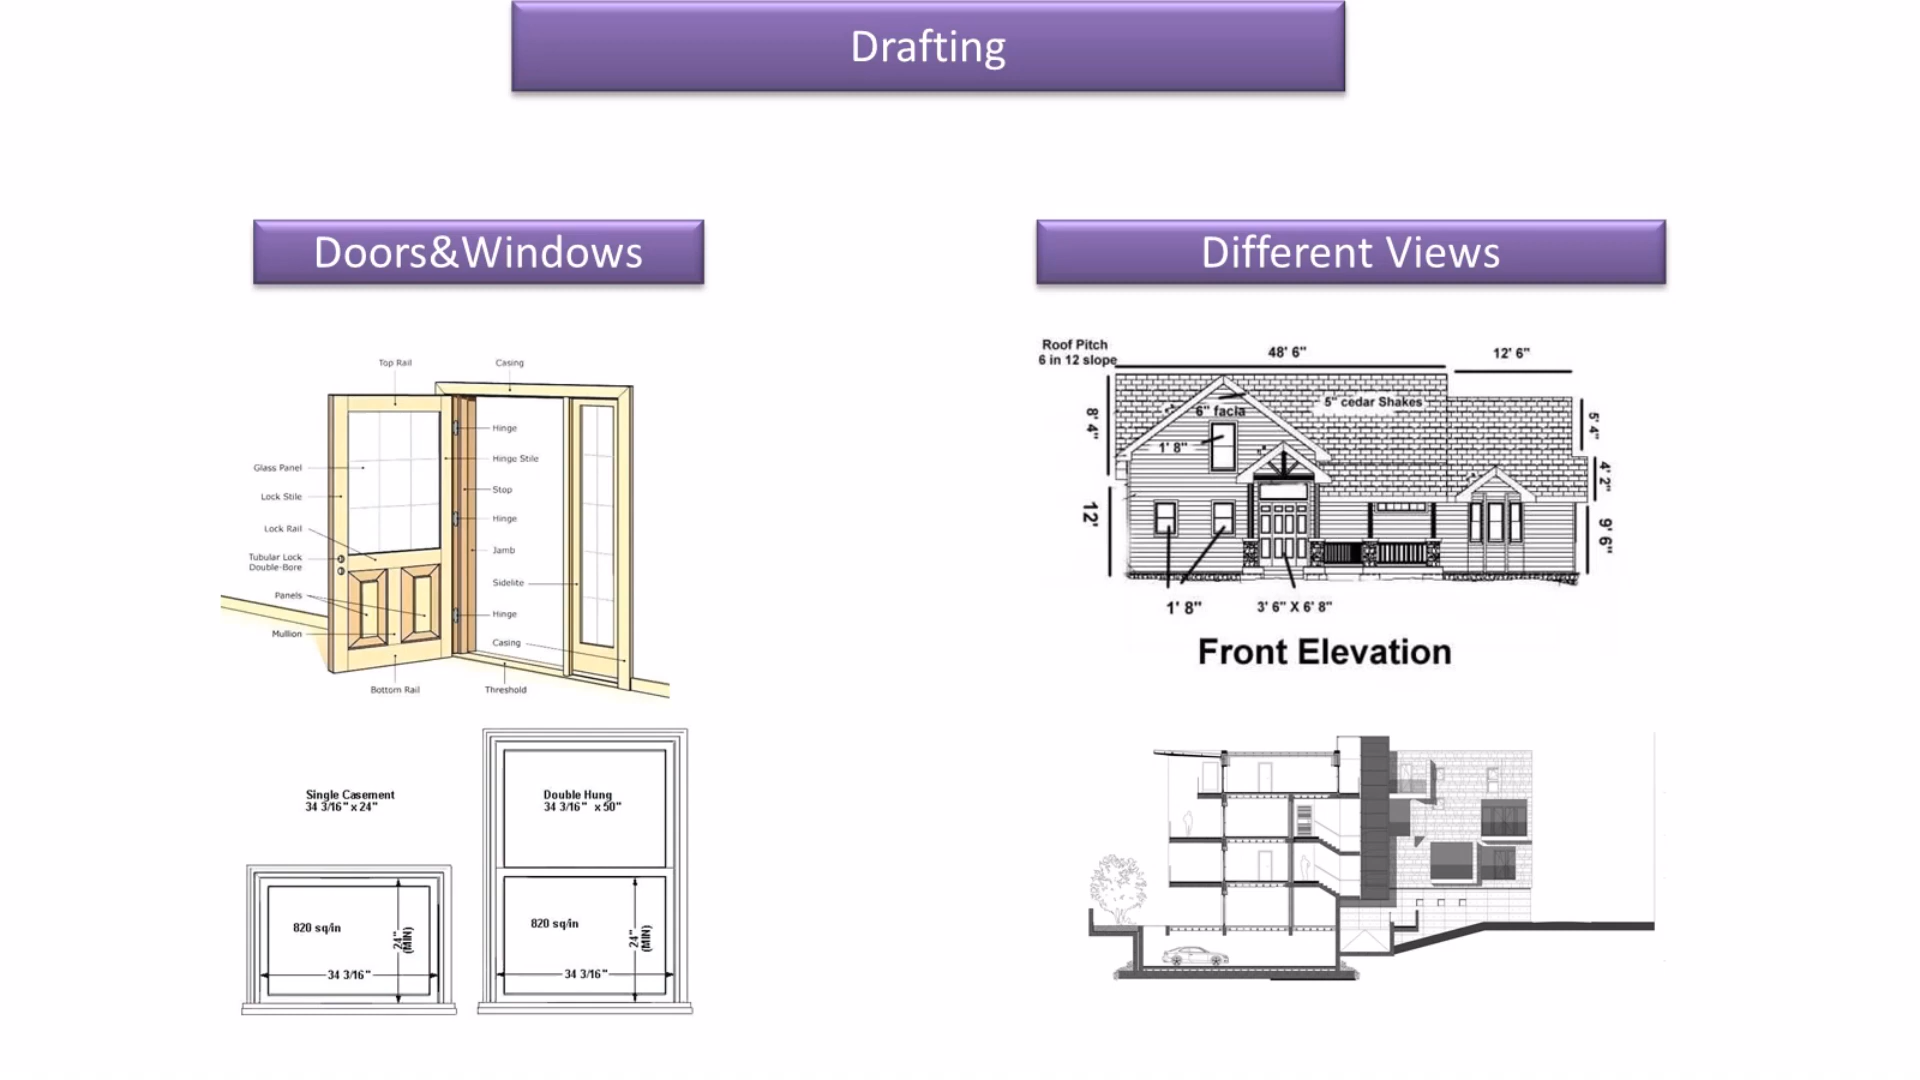 Drafting
Doors&Windows
Different Views
Top Rail
Casing
Hinge
Hinge Stile
Glass Panel
Stop
Lock Stile
Hinge
Lock Rail
Jamb
Tubular Lock
Double-Bore
Sidelite
Panels
Hinge
Mullion
Casing
Bottom Rail
Threshold
Single Casement
34 3/16" x 24"
Double Hung
34 3/16" x 50"
820 sq/in
24"
(MIN)
34 3/16"
820 sq/in
24"
(MIN)
34 3/16"
Roof Pitch
6 in 12 slope
48' 6"
12' 6"
8' 4"
6" facia
5" cedar Shakes
5' 4"
1' 8"
4' 2"
12'
9' 6"
1' 8"
3' 6" X 6' 8"
Front Elevation